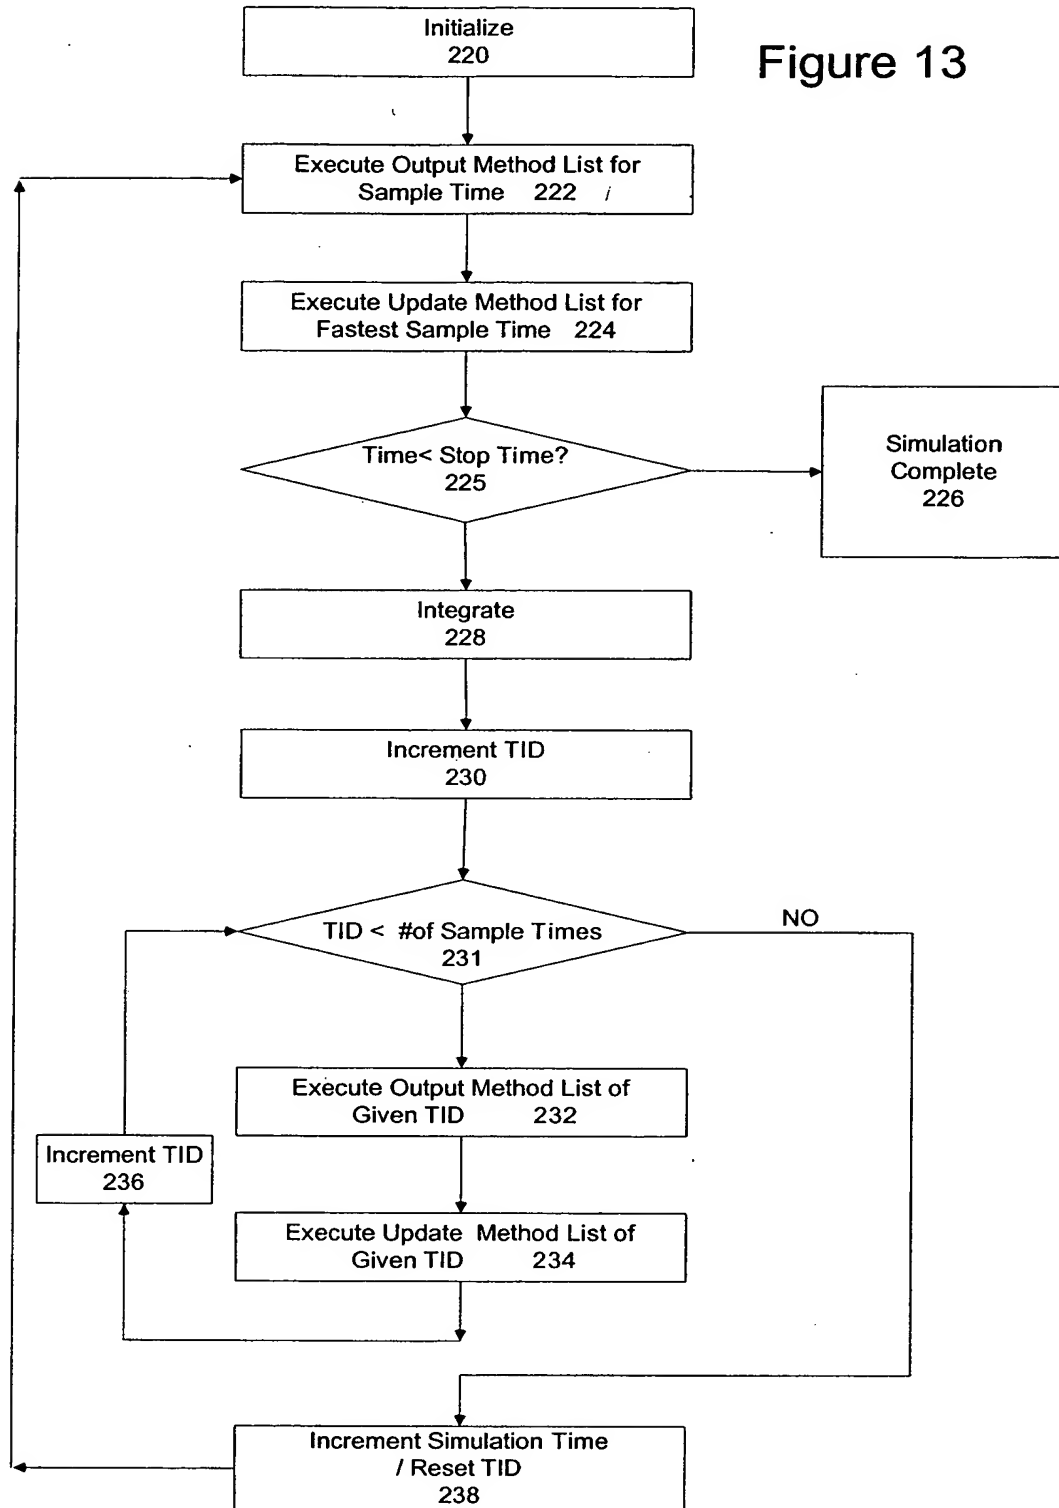 Initialize
220
Figure 13
Execute Output Method List for
Sample Time 222
Execute Update Method List for
Fastest Sample Time 224
Time< Stop Time?
225
Simulation
Complete
226
Integrate
228
Increment TID
230
TID < #of Sample Times
231
NO
Execute Output Method List of
Given TID 232
Increment TID
236
Execute Update Method List of
Given TID 234
Increment Simulation Time
/ Reset TID
238